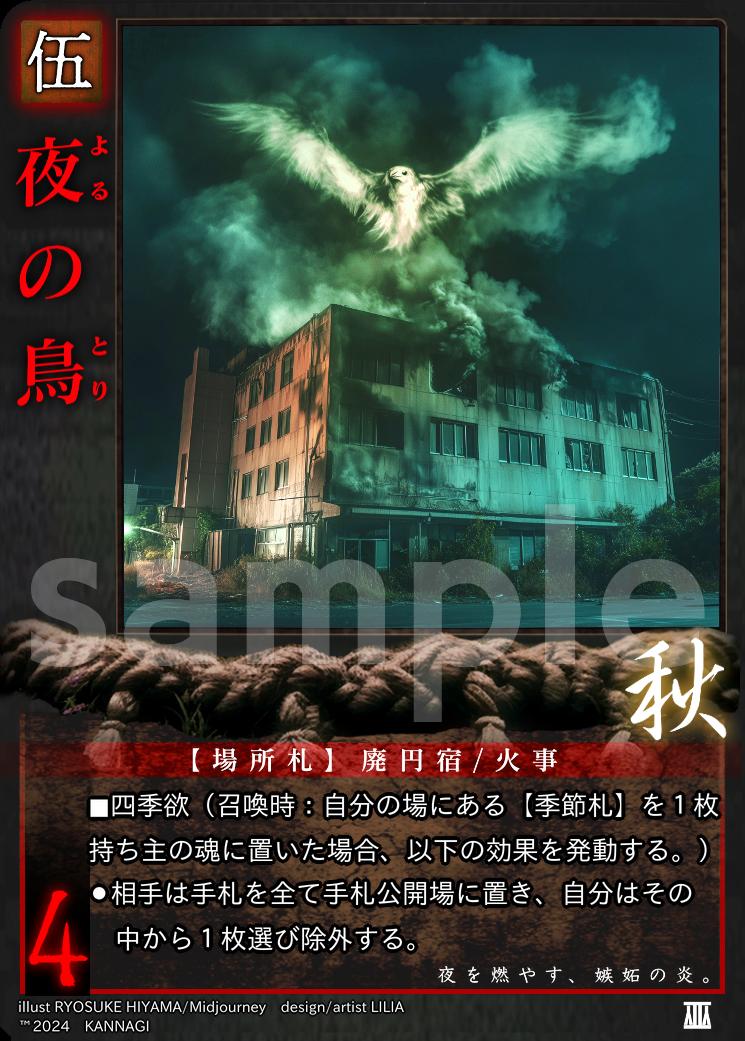 伍
夜の鳥
よる
とり
sample
秋
【場所札】廃円宿/火事
■四季欲（召喚時：自分の場にある【季節札】を１枚
持ち主の魂に置いた場合、以下の効果を発動する。）
●相手は手札を全て手札公開場に置き、自分はその
中から１枚選び除外する。
4
夜を燃やす、嫉妬の炎。
illust RYOSUKE HIYAMA/Midjourney design/artist LILIA
™2024 KANNAGI